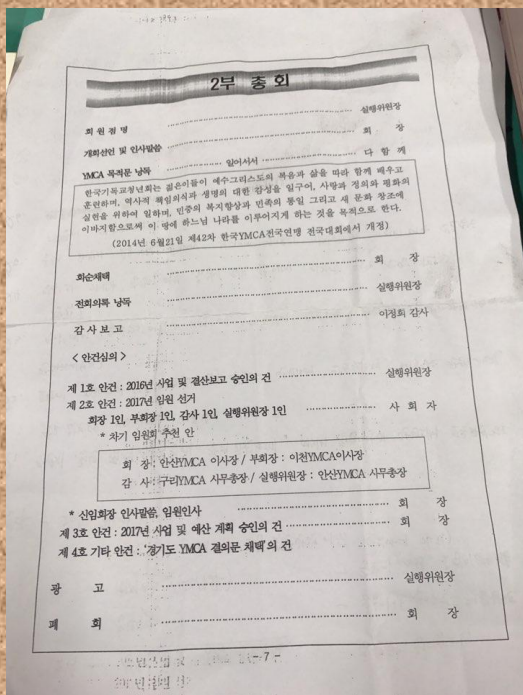 2부 총회
회 원 점 명 ........ 실행위원장
개회선언 및 인사말씀 ........ 회 장
YMCA 목적문 낭독 ........ 일어서서 ........ 다 함 께
한국기독교청년회는 젊은이들이 예수그리스도의 복음과 삶을 따라 함께 배우고
훈련하며, 역사적 책임의식과 생명에 대한 감성을 일구어, 사랑과 정의와 평화의
실현을 위하여 일하며, 민중의 복지향상과 민족의 통일 그리고 새 문화 창조에
이바지함으로써 이 땅에 하느님 나라를 이루어지게 하는 것을 목적으로 한다.
(2014년 6월21일 제42차 한국YMCA전국연맹 전국대회에서 개정)
회순채택 ........ 회 장
전회의록 낭독 ........ 실행위원장
감 사 보 고 ........ 이정희 감사
< 안건심의 >
제 1호 안건 : 2016년 사업 및 결산보고 승인의 건 ........ 실행위원장
제 2호 안건 : 2017년 임원 선거
회장 1인, 부회장 1인, 감사 1인, 실행위원장 1인 ........ 사 회 자
* 차기 임원회 추천 안
회 장 : 안산YMCA 이사장 / 부회장 : 이천YMCA이사장
감 사 : 구리YMCA 사무총장 / 실행위원장 : 안산YMCA 사무총장
* 신임회장 인사말씀, 임원인사 ........ 회 장
제 3호 안건 : 2017년 사업 및 예산 계획 승인의 건 ........ 회 장
제 4호 기타 안건 : '경기도 YMCA 결의문 채택'의 건
광 고 ........ 실행위원장
폐 회 ........ 회 장
- 7 -